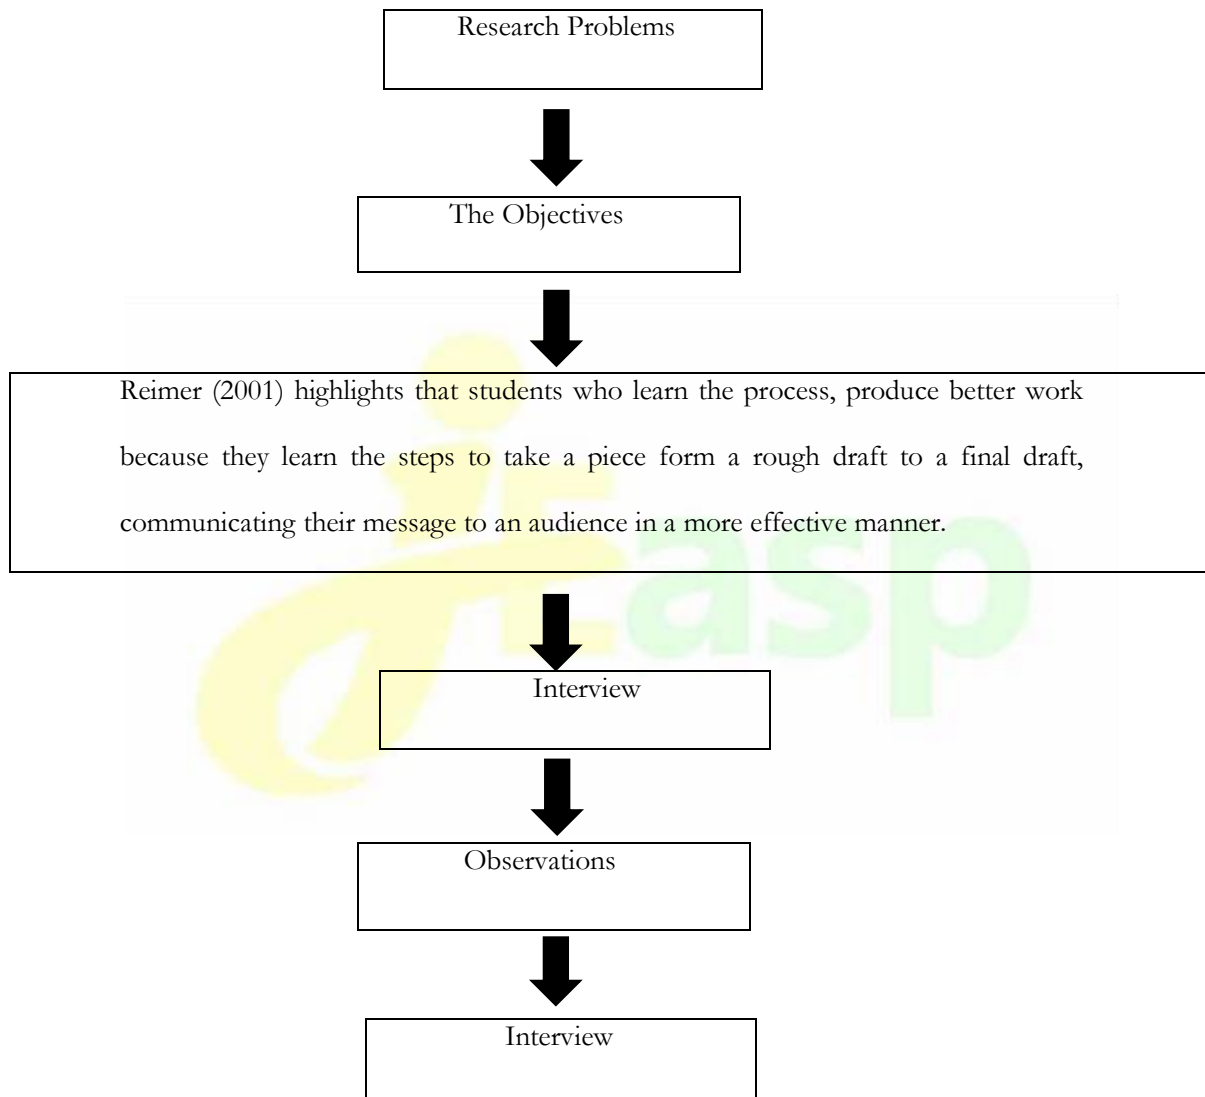 Research Problems
The Objectives
Reimer (2001) highlights that students who learn the process, produce better work
because they learn the steps to take a piece form a rough draft to a final draft,
communicating their message to an audience in a more effective manner.
jEasp
Interview
Observations
Interview